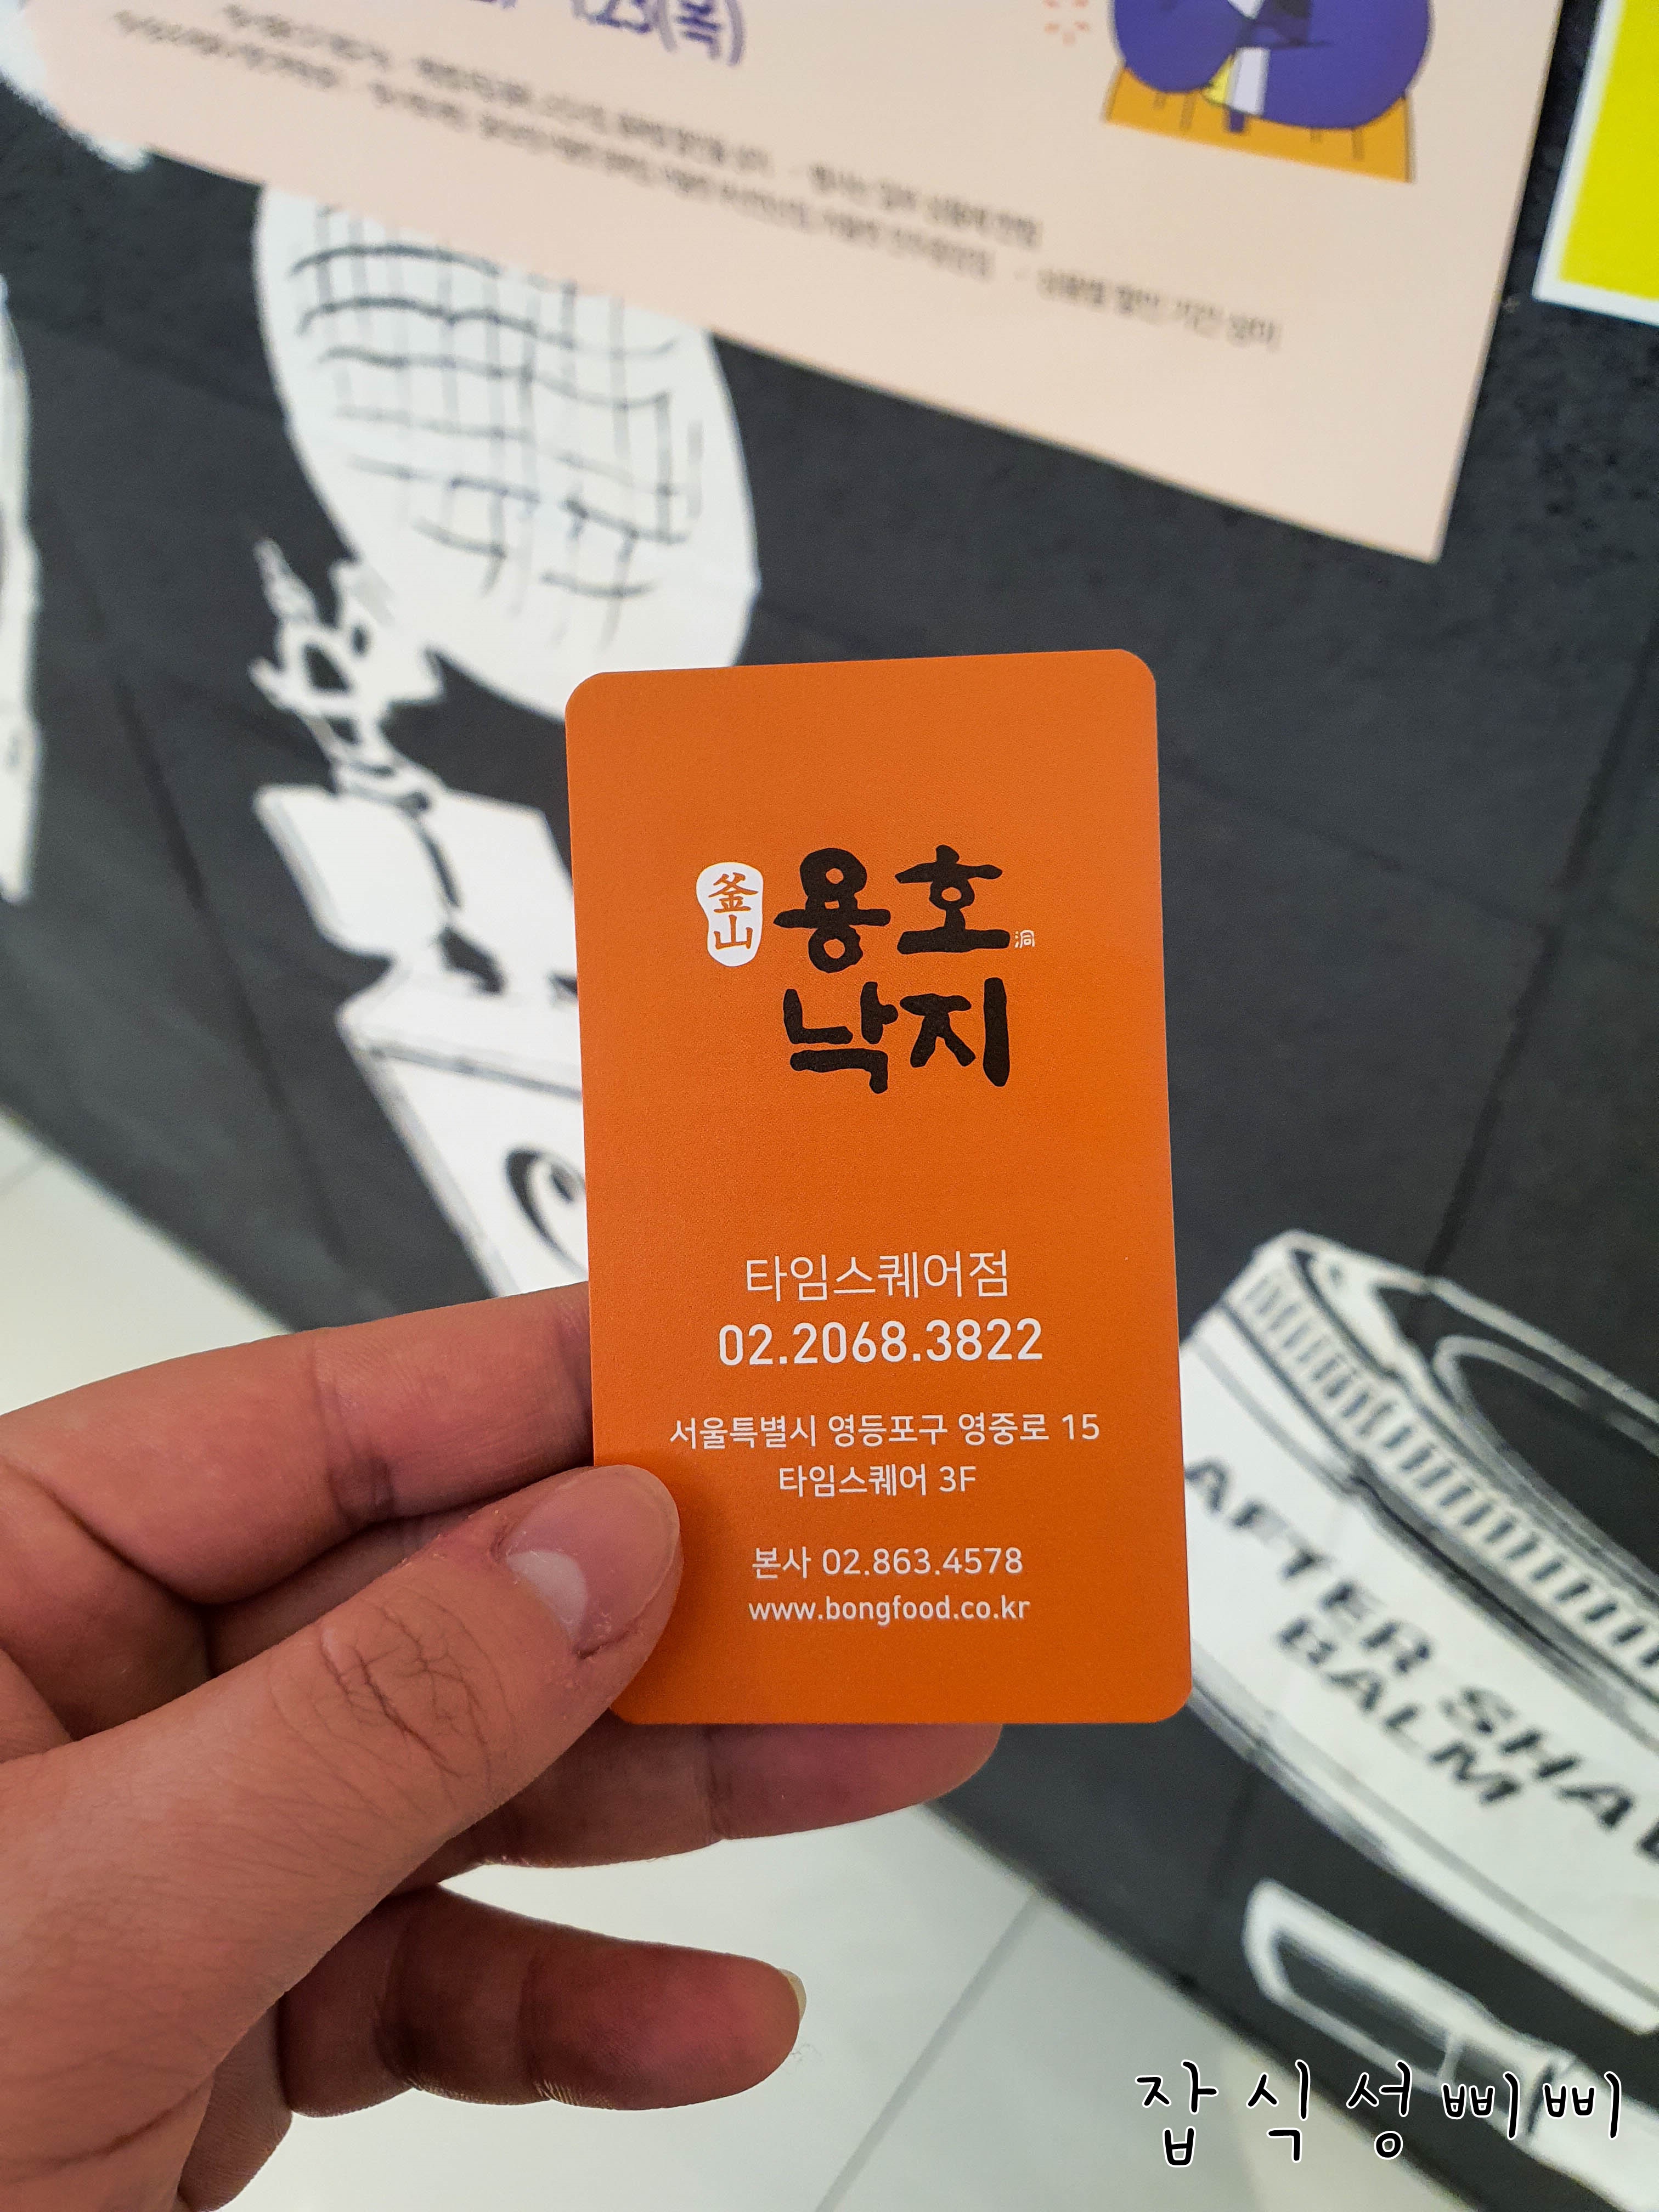 123(목)
釜山
용호洞
낙지
타임스퀘어점
02.2068.3822
서울특별시 영등포구 영중로 15
타임스퀘어 3F
본사 02.863.4578
www.bongfood.co.kr
AFTER SHA
BALM
잡식성삐삐